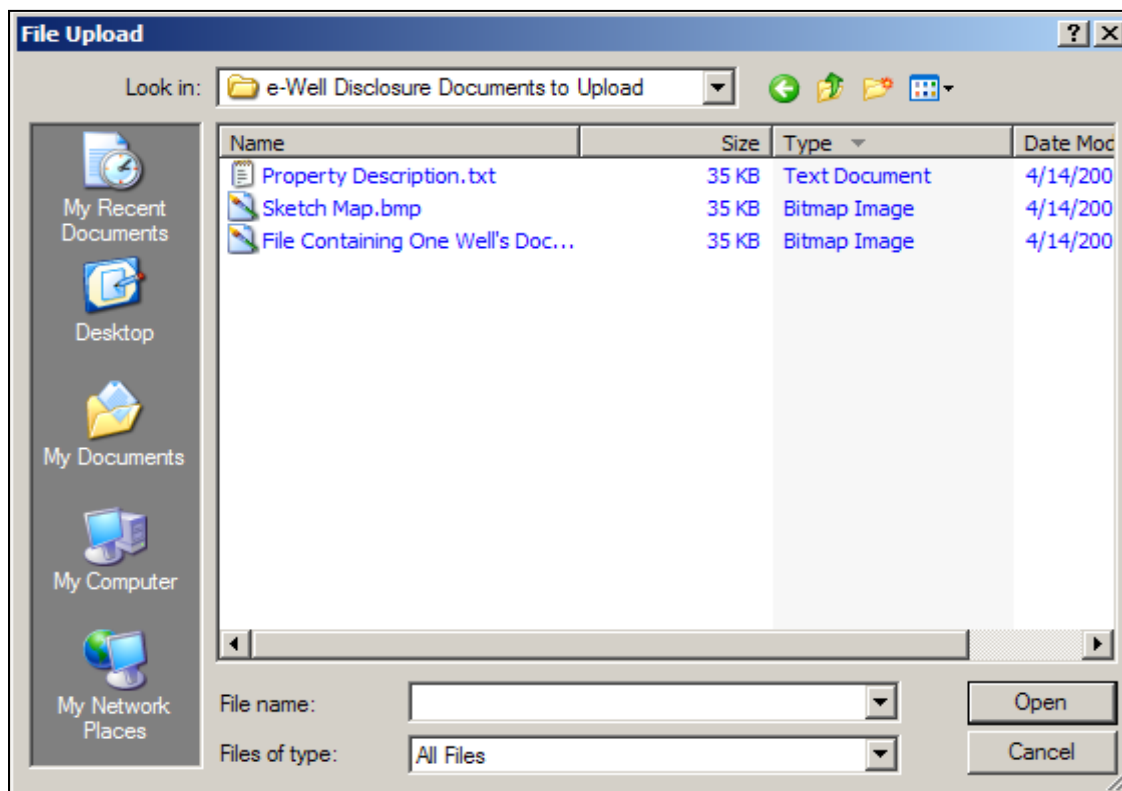 File Upload
Look in: e-Well Disclosure Documents to Upload
Name Size Type Date Mod
Property Description.txt 35 KB Text Document 4/14/200
Sketch Map.bmp 35 KB Bitmap Image 4/14/200
File Containing One Well's Doc... 35 KB Bitmap Image 4/14/200
My Recent
Documents
Desktop
My Documents
My Computer
My Network
Places
File name: Open
Files of type: All Files Cancel